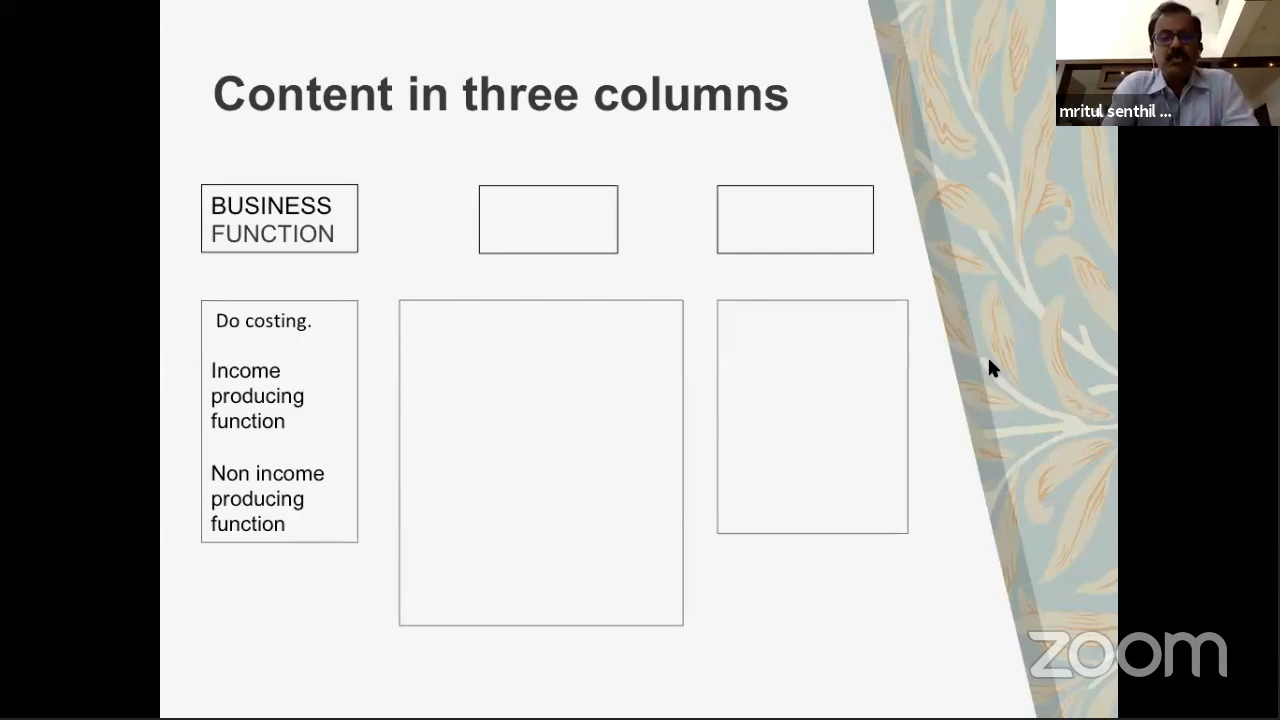 Content in three columns
mritul senthil ...
BUSINESS
FUNCTION
Do costing.
Income
producing
function
Non income
producing
function
zoom